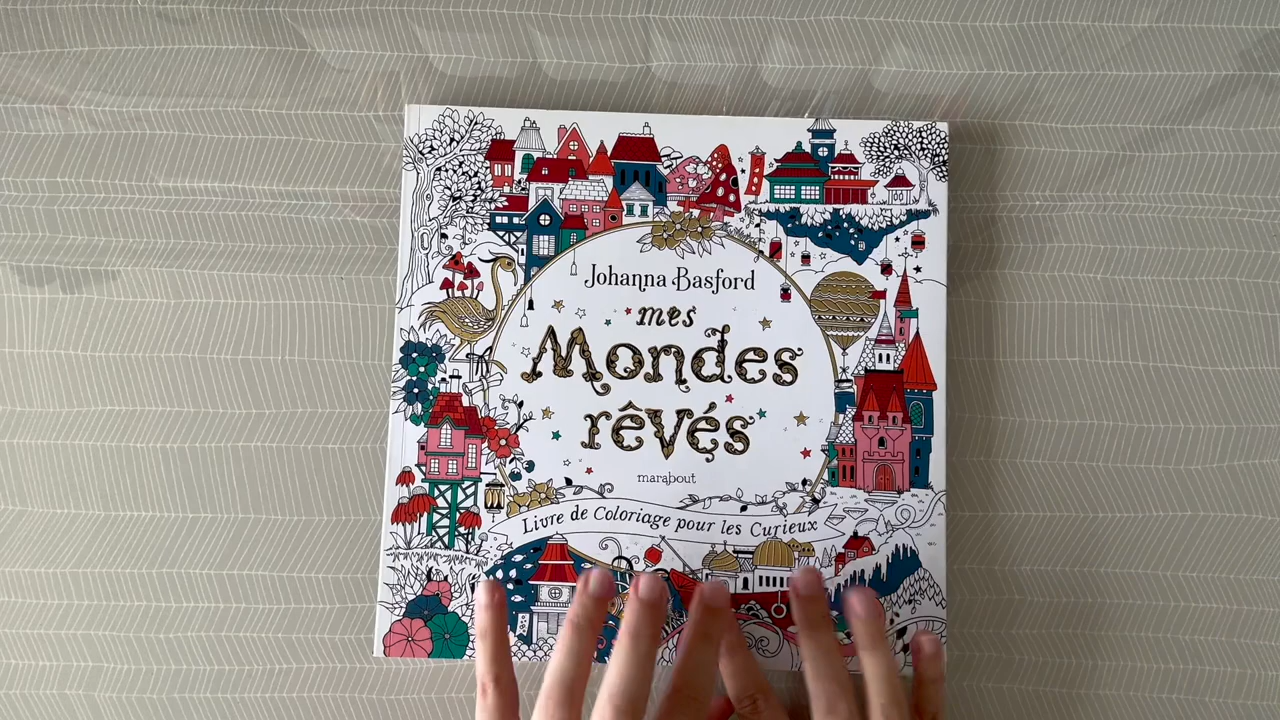 Johanna Basford
mes
Mondes
rêvés
marabout
Livre de Coloriage pour les Curieux